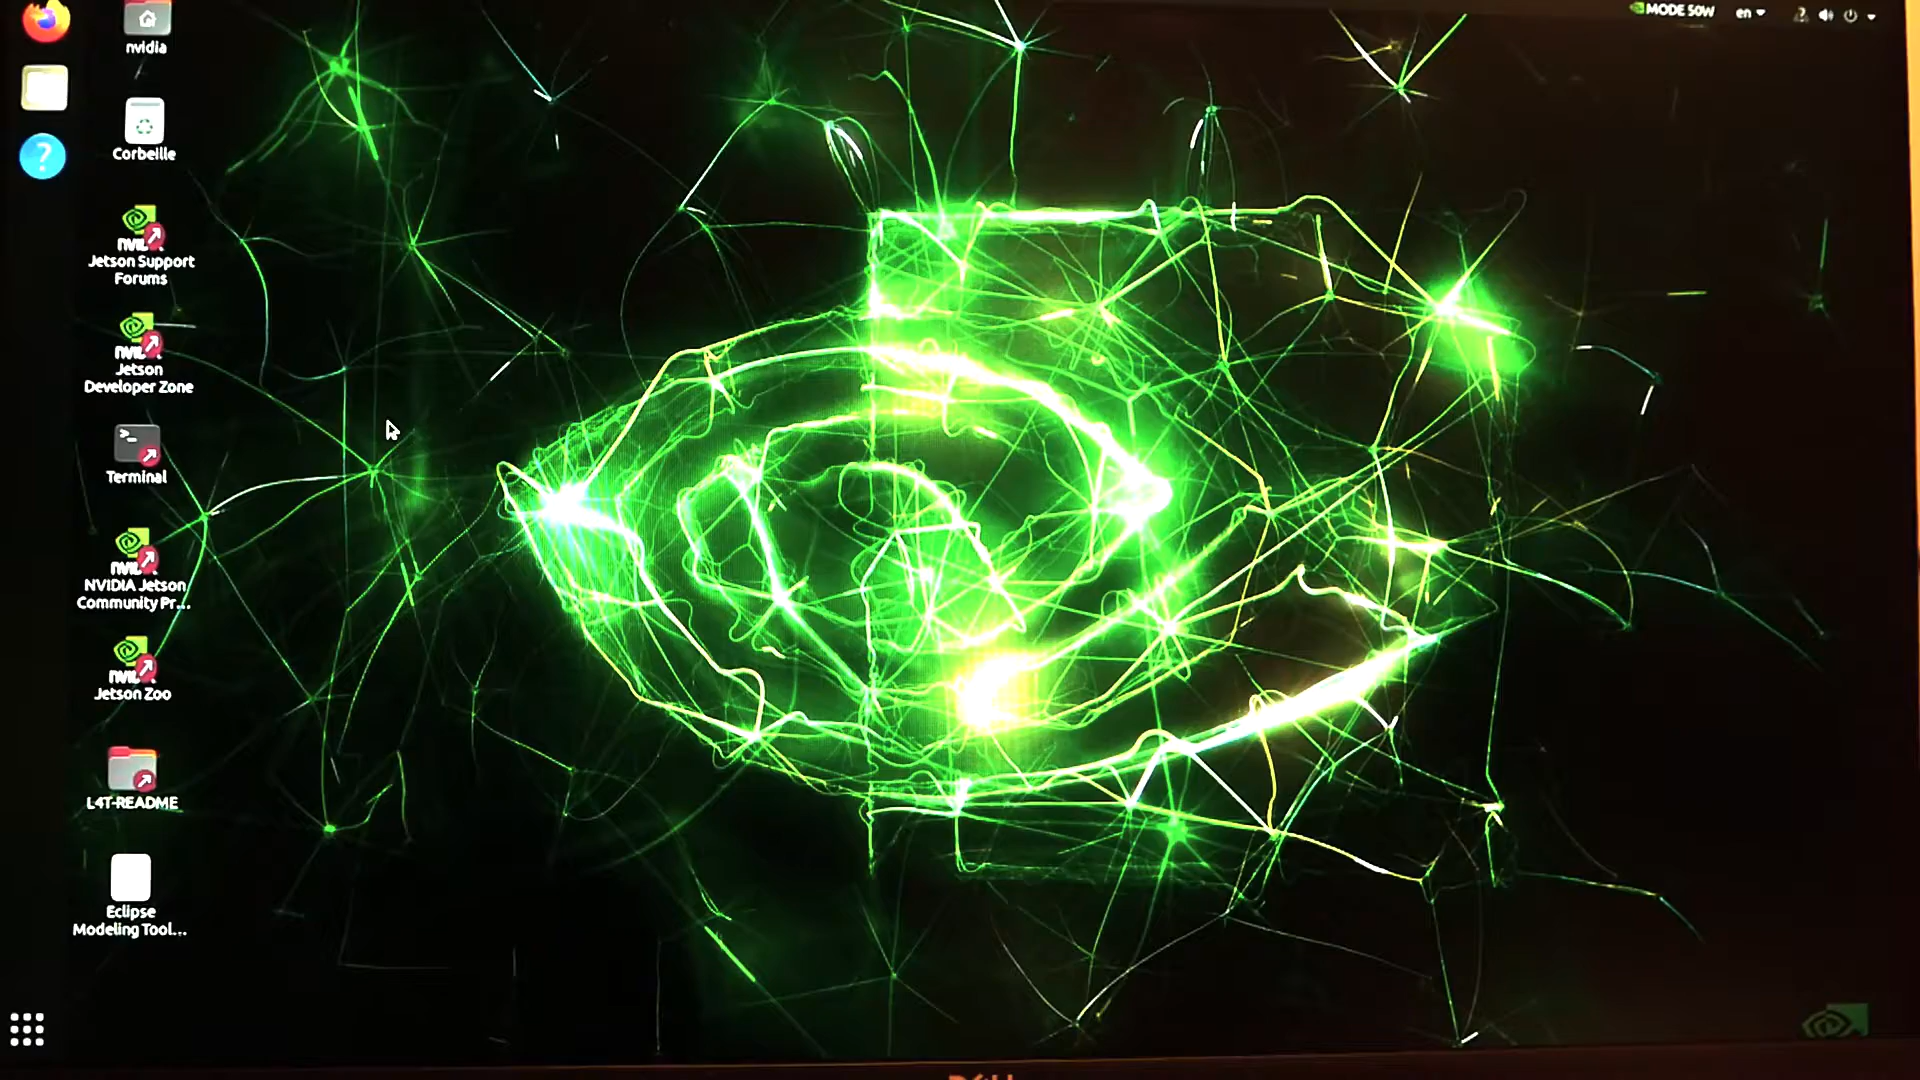 MODE 50W
en
nvidia
Corbeille
Jetson Support
Forums
Jetson
Developer Zone
Terminal
NVIDIA Jetson
Community Pr...
Jetson Zoo
L4T-README
Eclipse
Modeling Tool...